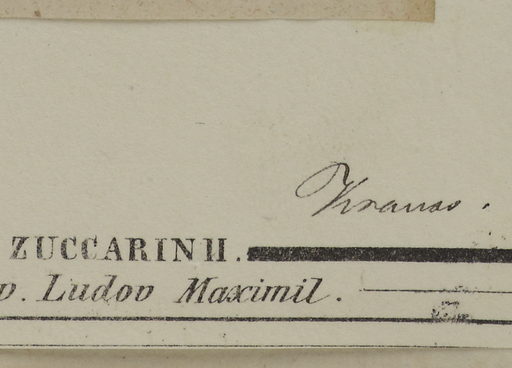 Krauss.
ZUCCARINII.
v. Ludov Maximil.